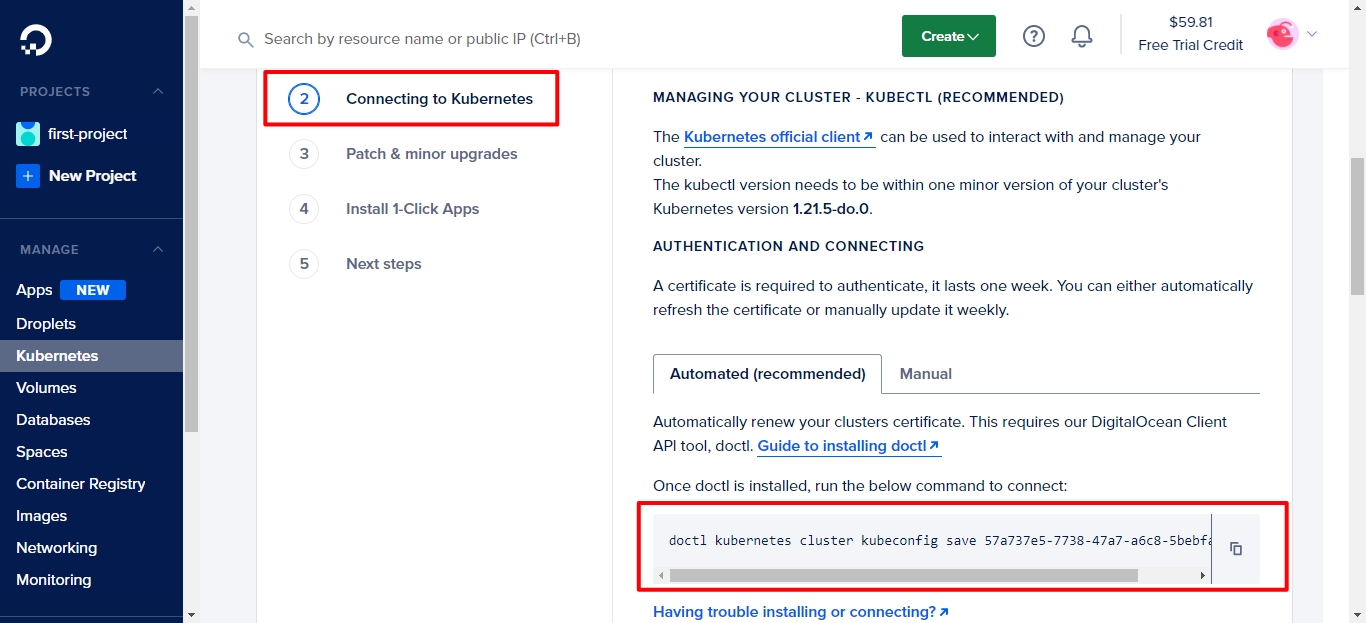 Search by resource name or public IP (Ctrl+B)
Create
?
$59.81
Free Trial Credit
PROJECTS
first-project
+ New Project
MANAGE
Apps NEW
Droplets
Kubernetes
Volumes
Databases
Spaces
Container Registry
Images
Networking
Monitoring
2 Connecting to Kubernetes
3 Patch & minor upgrades
4 Install 1-Click Apps
5 Next steps
MANAGING YOUR CLUSTER - KUBECTL (RECOMMENDED)
The Kubernetes official client↗ can be used to interact with and manage your
cluster.
The kubectl version needs to be within one minor version of your cluster's
Kubernetes version 1.21.5-do.0.
AUTHENTICATION AND CONNECTING
A certificate is required to authenticate, it lasts one week. You can either automatically
refresh the certificate or manually update it weekly.
Automated (recommended) Manual
Automatically renew your clusters certificate. This requires our DigitalOcean Client
API tool, doctl. Guide to installing doctl↗
Once doctl is installed, run the below command to connect:
doctl kubernetes cluster kubeconfig save 57a737e5-7738-47a7-a6c8-5bebfa
Having trouble installing or connecting?↗